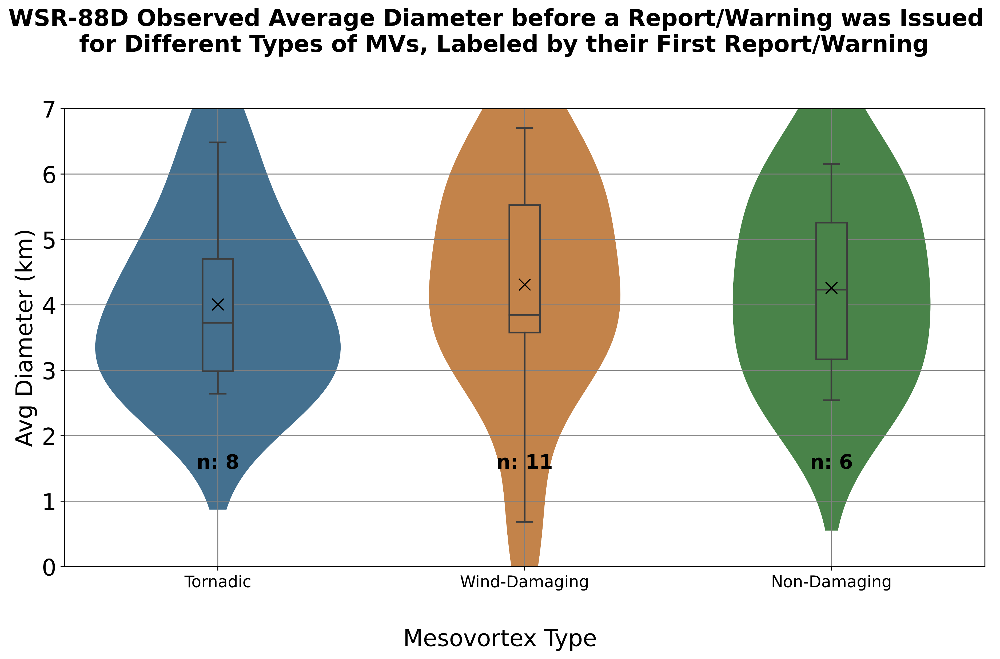 WSR-88D Observed Average Diameter before a Report/Warning was Issued
for Different Types of MVs, Labeled by their First Report/Warning
7
6
5
4
3
2
1
0
Avg Diameter (km)
n: 8
n: 11
n: 6
Tornadic
Wind-Damaging
Non-Damaging
Mesovortex Type